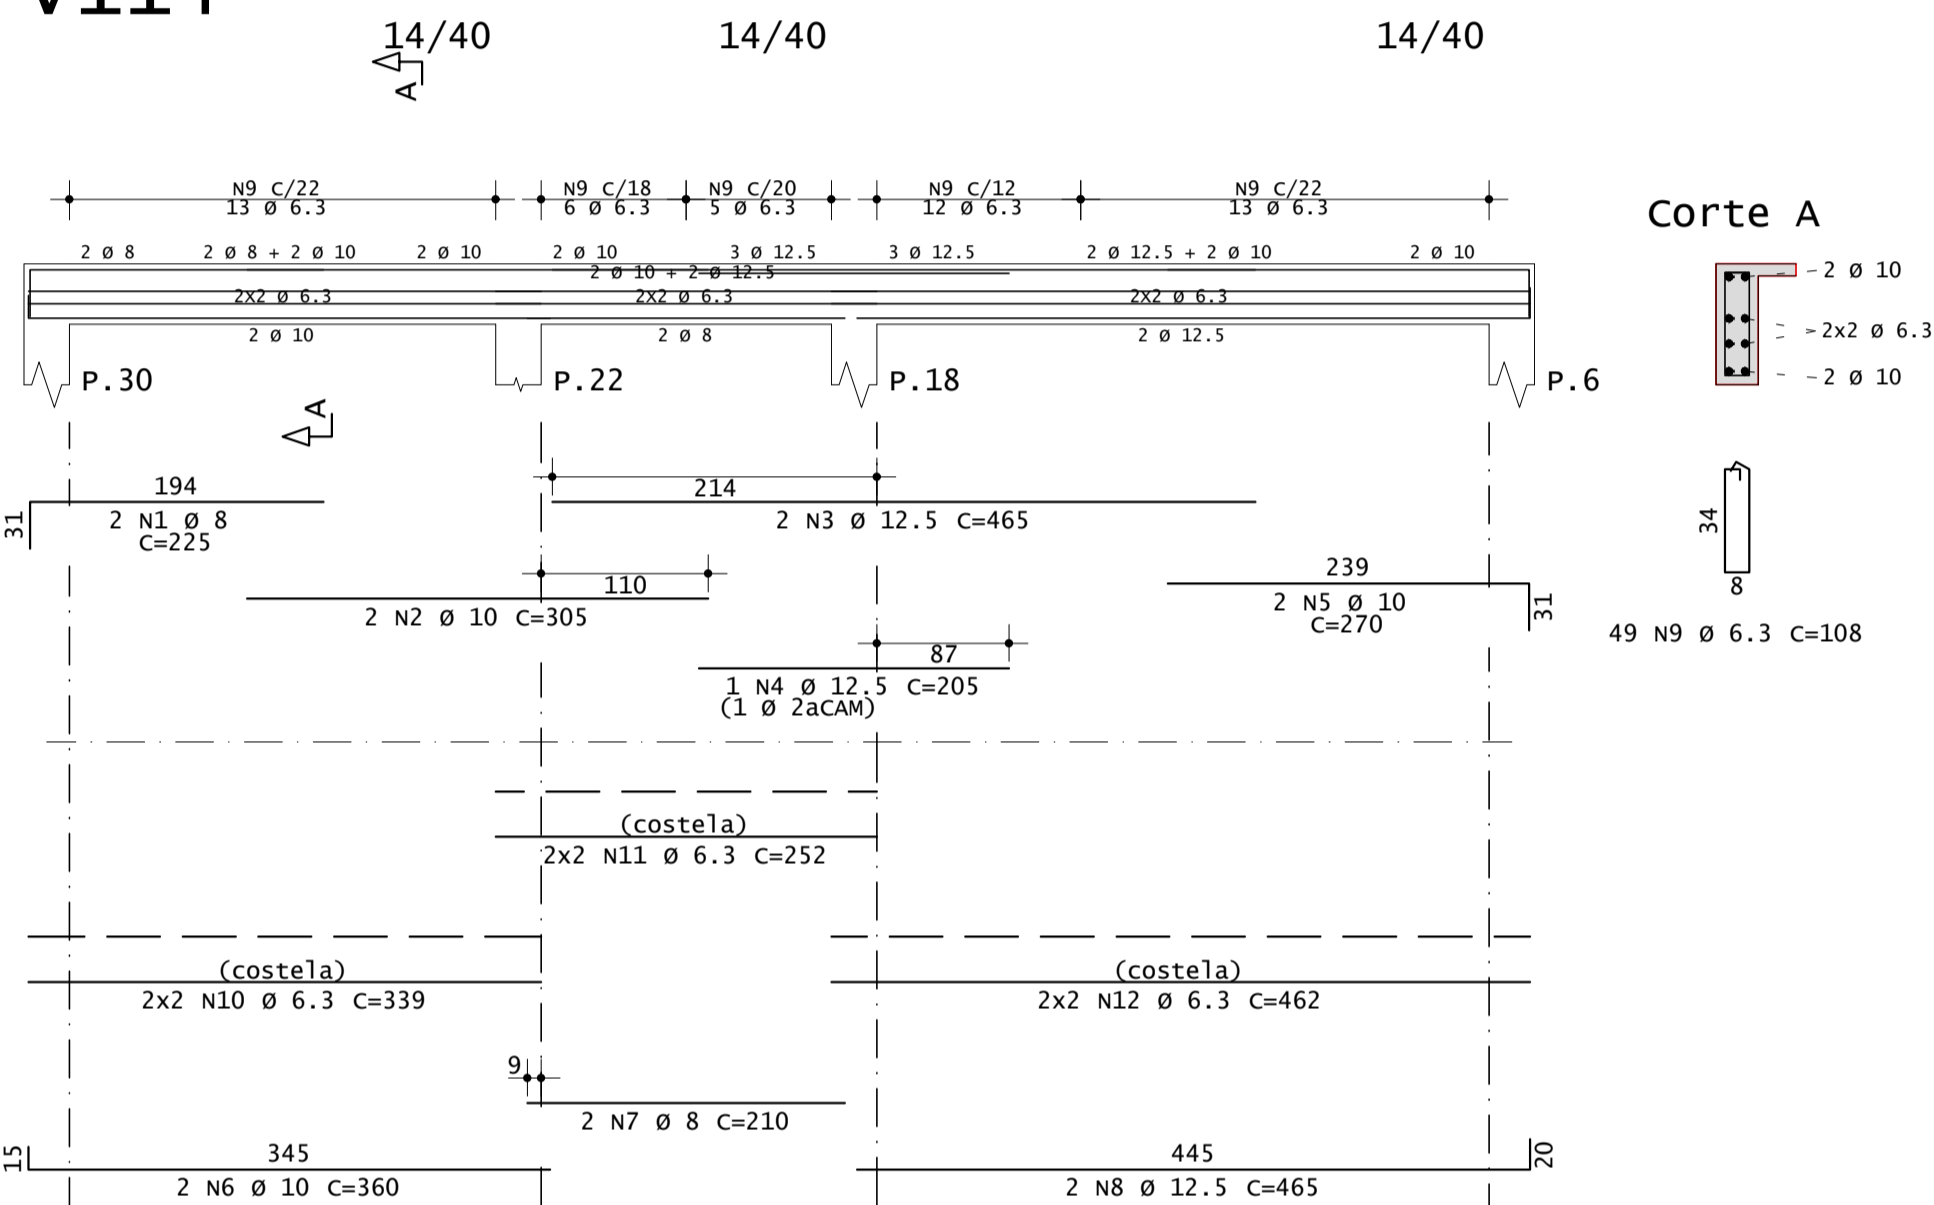 14/40 14/40 14/40
A
N9 C/22 N9 C/18 N9 C/20 N9 C/12 N9 C/22
13 Ø 6.3 6 Ø 6.3 5 Ø 6.3 12 Ø 6.3 13 Ø 6.3
Corte A
2 Ø 8 2 Ø 8 + 2 Ø 10 2 Ø 10 2 Ø 10 3 Ø 12.5 3 Ø 12.5 2 Ø 12.5 + 2 Ø 10 2 Ø 10
2 Ø 10 + 2 Ø 12.5
2 Ø 10
2x2 Ø 6.3 2x2 Ø 6.3 2x2 Ø 6.3
2x2 Ø 6.3
2 Ø 10 2 Ø 8 2 Ø 12.5
2 Ø 10
P.30 P.22 P.18 P.6
A
194
31
2 N1 Ø 8
C=225
214
2 N3 Ø 12.5 C=465
34
8
49 N9 Ø 6.3 C=108
110
2 N2 Ø 10 C=305
239
31
2 N5 Ø 10
C=270
87
1 N4 Ø 12.5 C=205
(1 Ø 2aCAM)
(costela)
2x2 N11 Ø 6.3 C=252
(costela) (costela)
2x2 N10 Ø 6.3 C=339 2x2 N12 Ø 6.3 C=462
9
2 N7 Ø 8 C=210
15 345 445 20
2 N6 Ø 10 C=360 2 N8 Ø 12.5 C=465